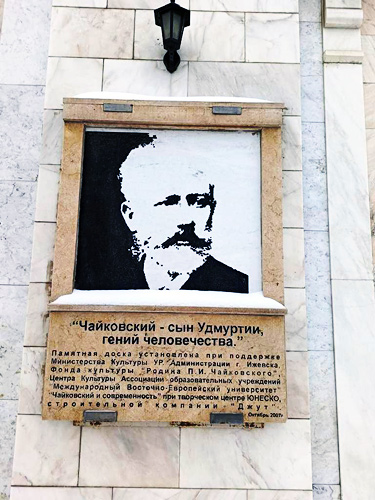 "Чайковский - сын Удмуртии,
гений человечества."
Памятная доска установлена при поддержке
Министерства Культуры УР, Администрации г. Ижевска,
Фонда культуры "Родина П.И. Чайковского",
Центра Культуры Ассоциации образовательных учреждений
"Международный Восточно-Европейский университет"
"Чайковский и современность" при творческом центре ЮНЕСКО,
строительной компании "Джут".
Октябрь 2007г